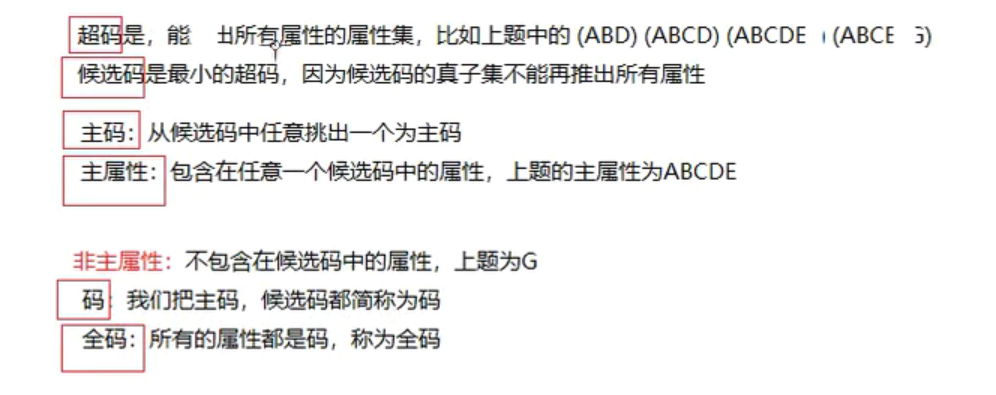 超码是，能 出所有属性的属性集，比如上题中的 (ABD) (ABCD) (ABCDE ) (ABCE G)
候选码是最小的超码，因为候选码的真子集不能再推出所有属性
主码：从候选码中任意挑出一个为主码
主属性：包含在任意一个候选码中的属性，上题的主属性为ABCDE
非主属性：不包含在候选码中的属性，上题为G
码：我们把主码，候选码都简称为码
全码：所有的属性都是码，称为全码